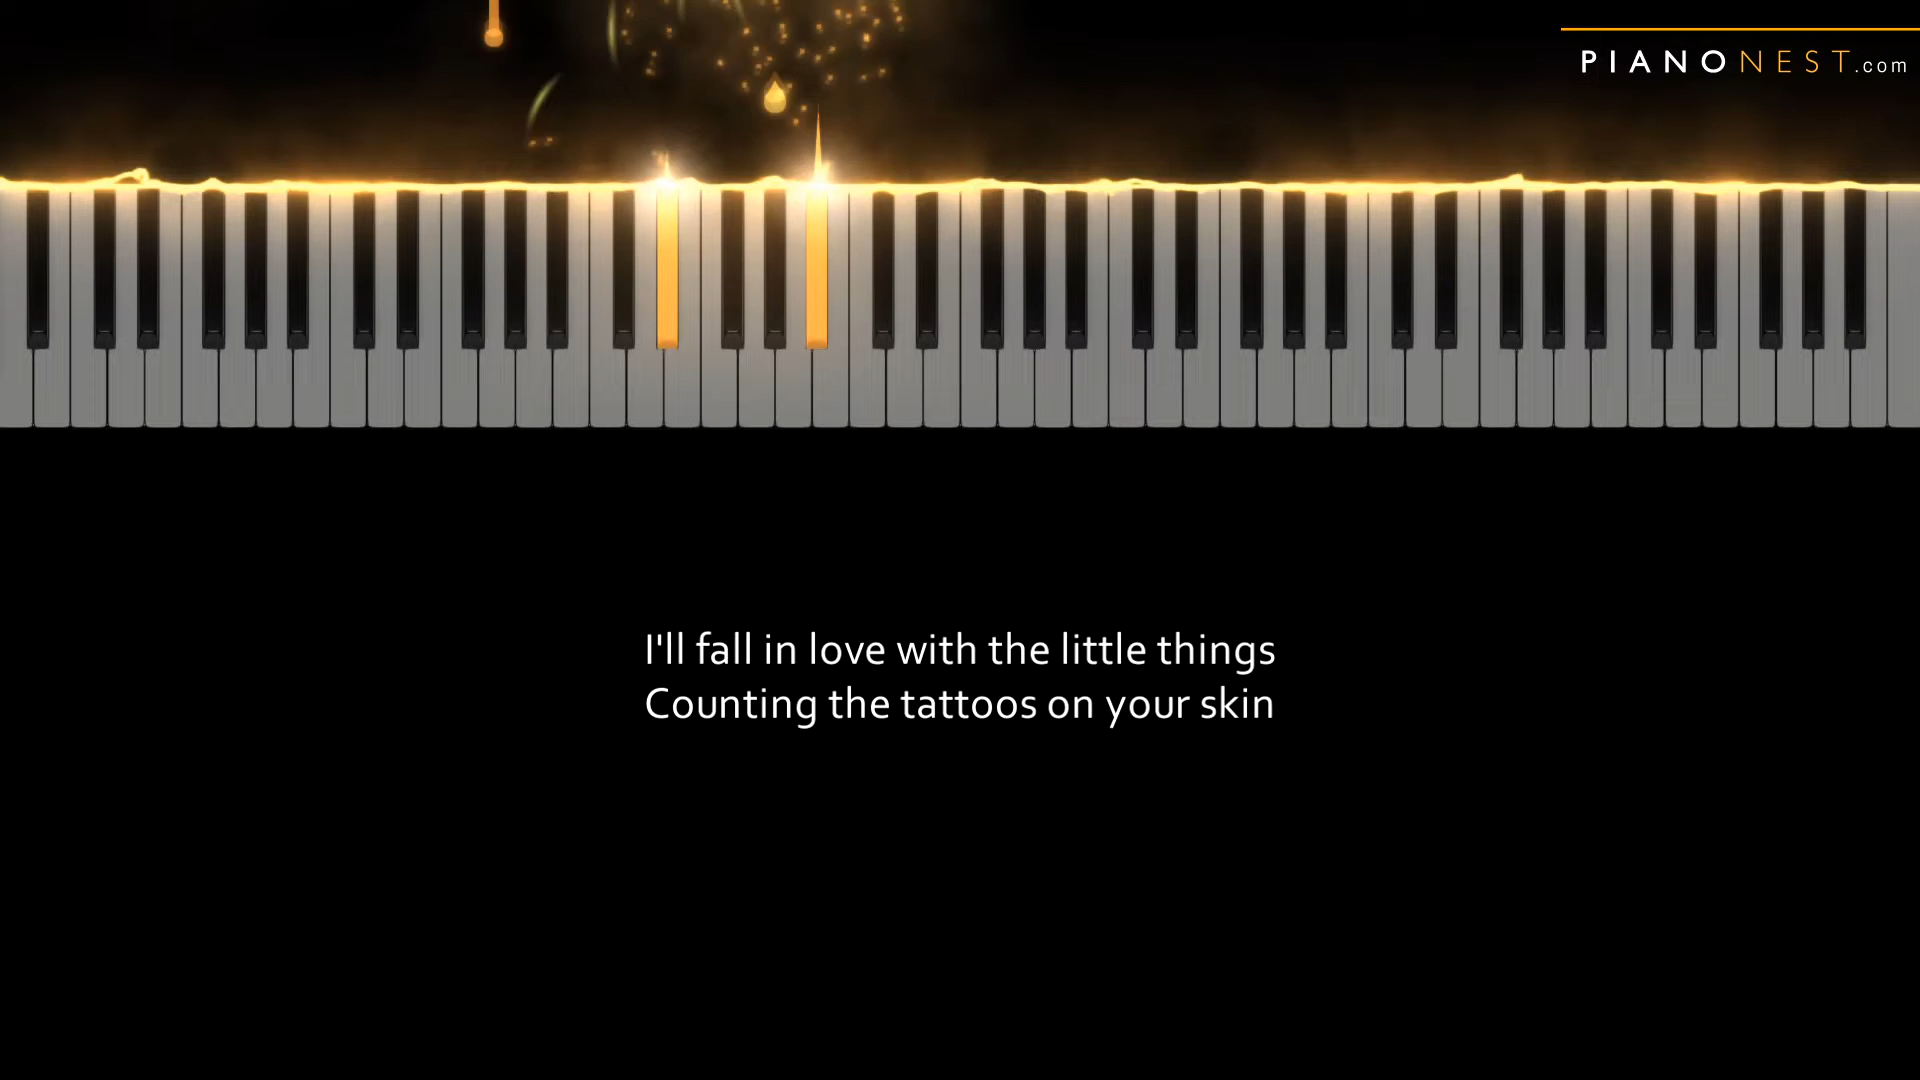 PIANONEST.com
I'll fall in love with the little things
Counting the tattoos on your skin